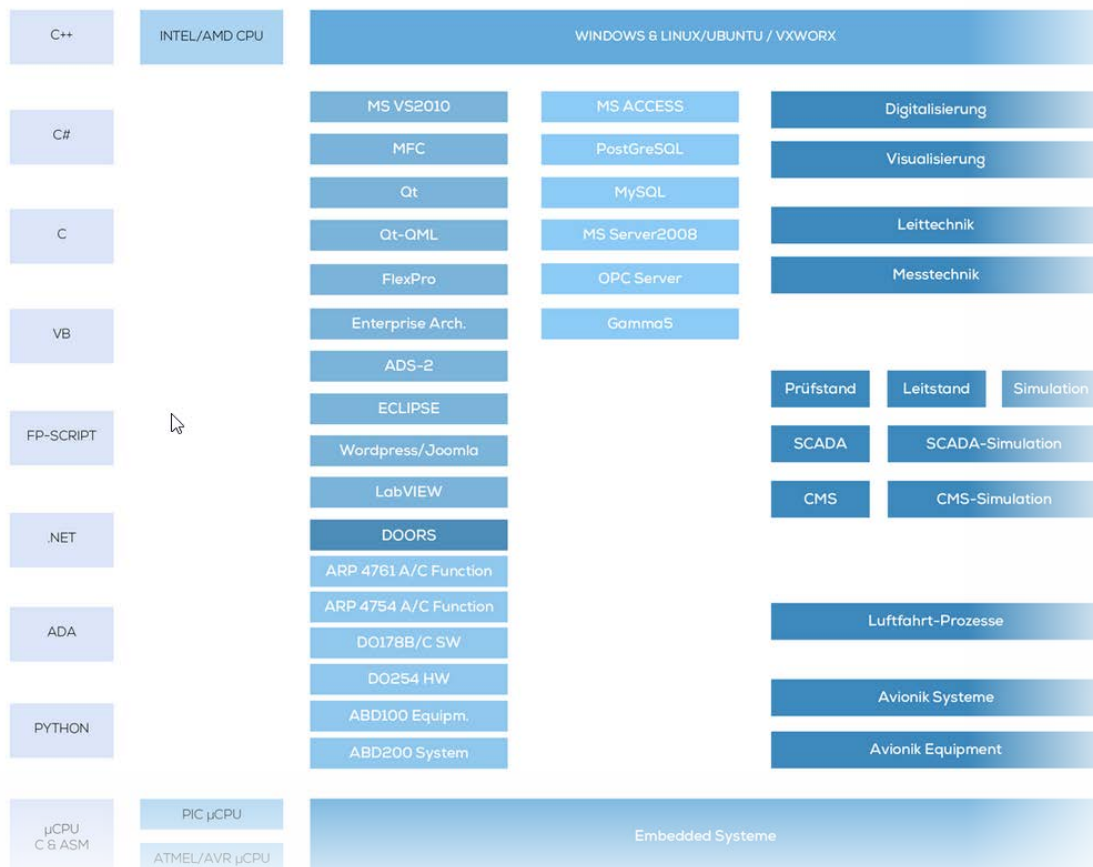 C++
INTEL/AMD CPU
WINDOWS & LINUX/UBUNTU / VXWORX
C#
C
VB
FP-SCRIPT
.NET
ADA
PYTHON
MS VS2010
MFC
Qt
Qt-QML
FlexPro
Enterprise Arch.
ADS-2
ECLIPSE
Wordpress/Joomla
LabVIEW
DOORS
ARP 4761 A/C Function
ARP 4754 A/C Function
DO178B/C SW
DO254 HW
ABD100 Equipm.
ABD200 System
MS ACCESS
PostGreSQL
MySQL
MS Server2008
OPC Server
Gamma5
Digitalisierung
Visualisierung
Leittechnik
Messtechnik
Prüfstand
Leitstand
Simulation
SCADA
SCADA-Simulation
CMS
CMS-Simulation
Luftfahrt-Prozesse
Avionik Systeme
Avionik Equipment
µCPU
C & ASM
PIC µCPU
ATMEL/AVR µCPU
Embedded Systeme